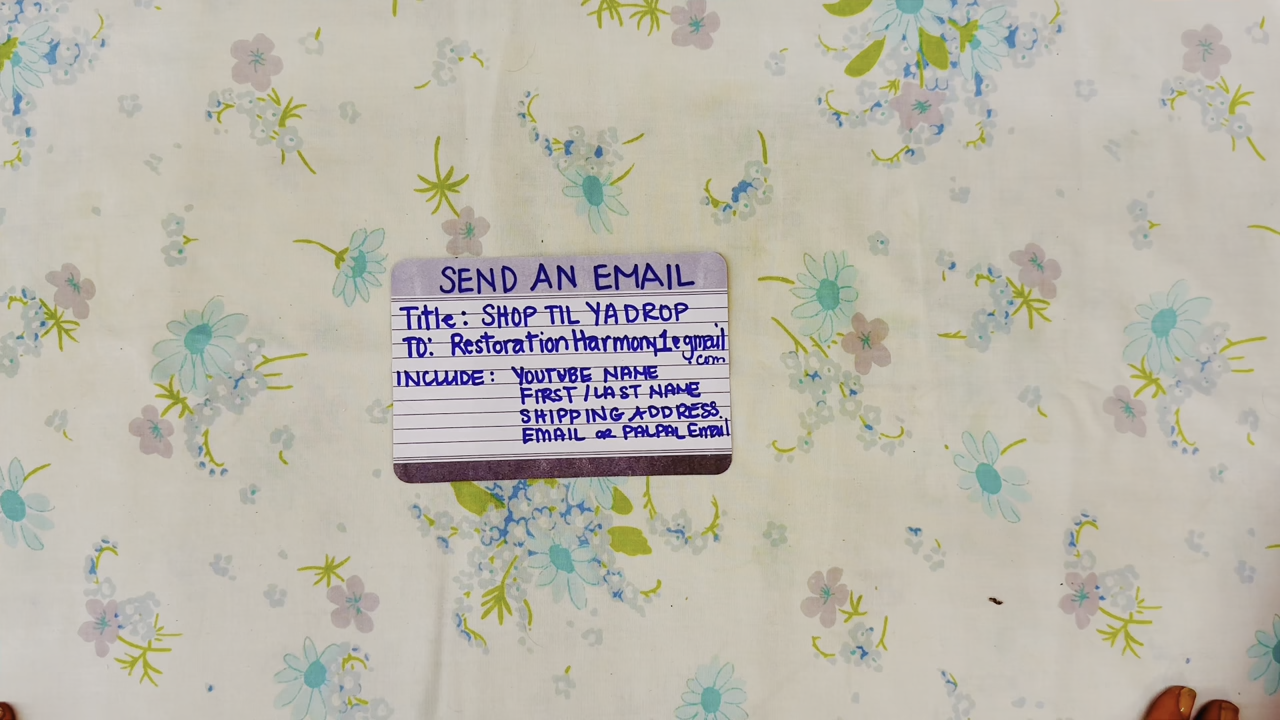 SEND AN EMAIL
Title: SHOP TIL YA DROP
TO: RestorationHarmony1@gmail
.com
INCLUDE: YOUTUBE NAME
FIRST/LAST NAME
SHIPPING ADDRESS
EMAIL or PALPAL Email